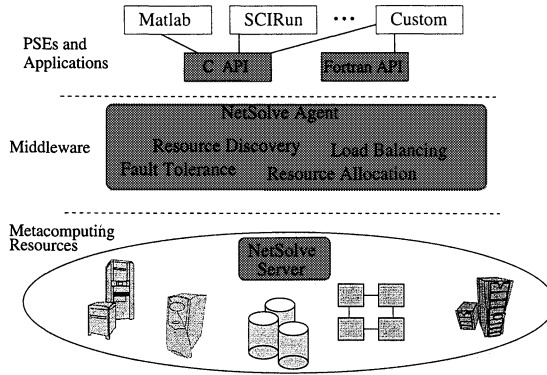 Matlab
SCIRun
...
Custom
PSEs and
Applications
C API
Fortran API
NetSolve Agent
Middleware
Resource Discovery
Load Balancing
Fault Tolerance
Resource Allocation
Metacomputing
Resources
NetSolve
Server